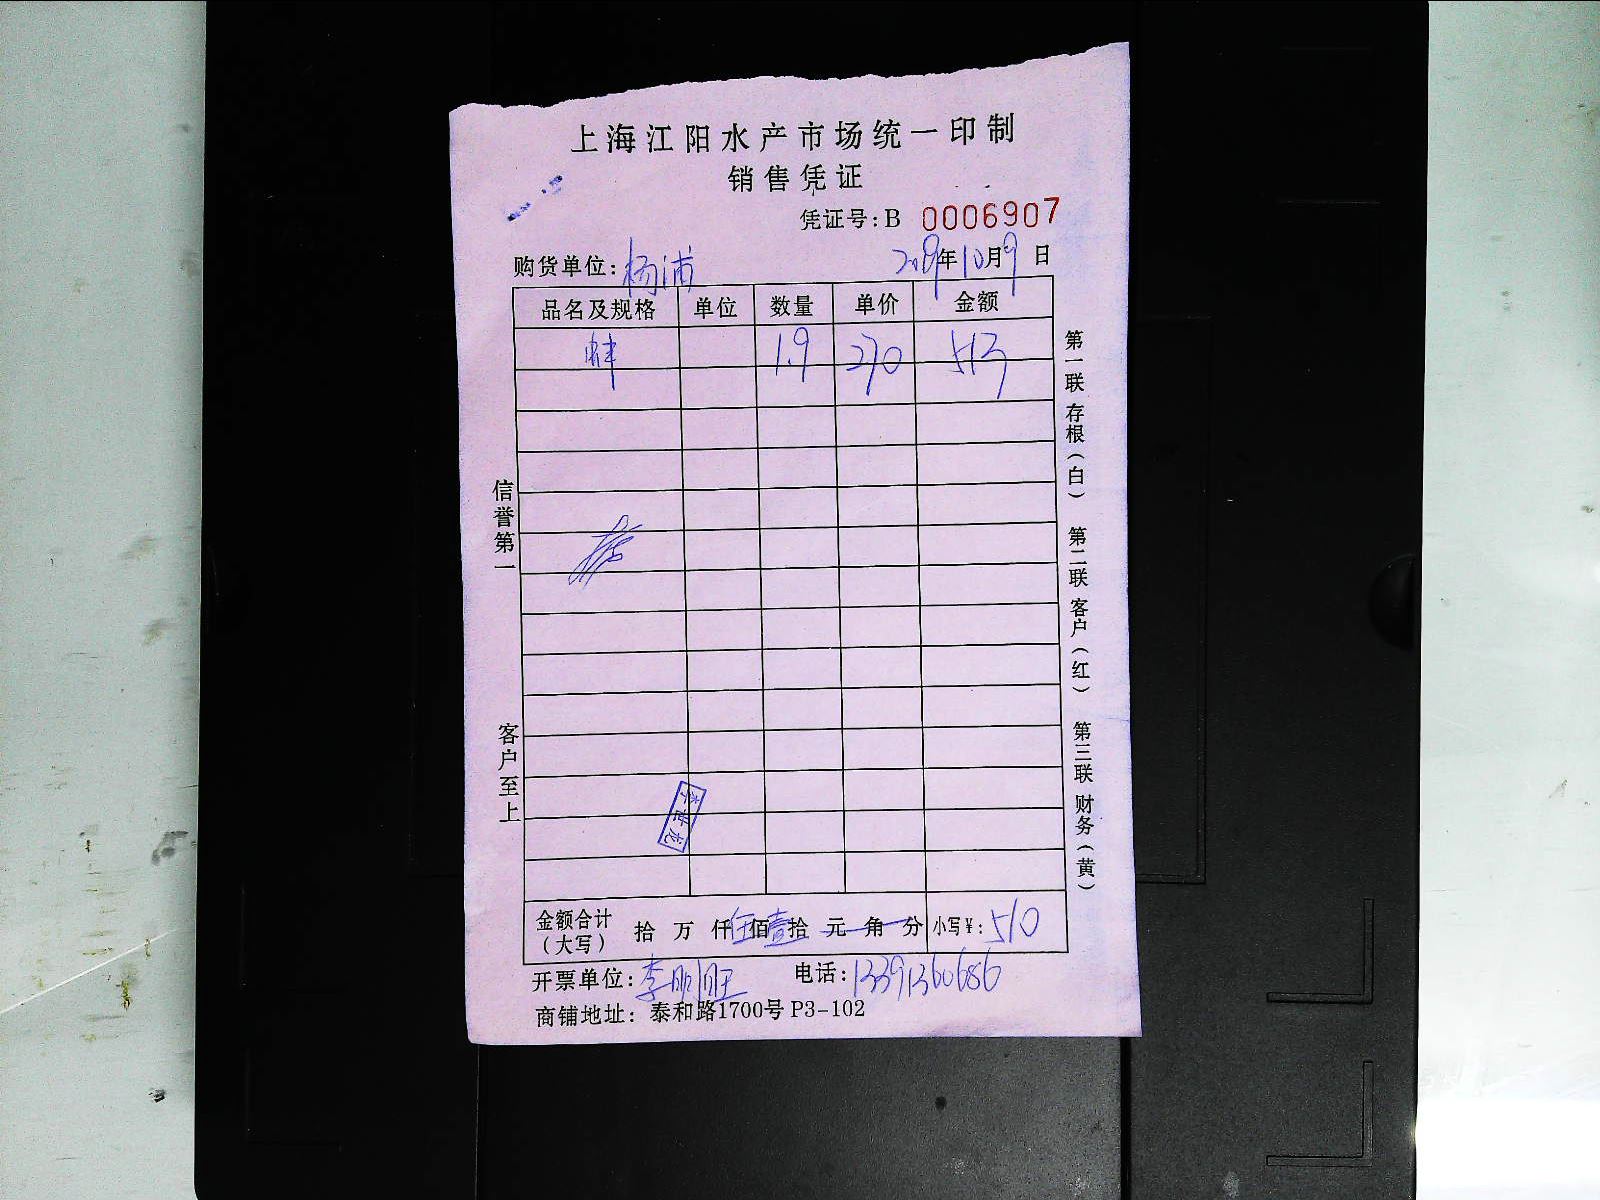 上海江阳水产市场统一印制
销售凭证
凭证号:B 0006907
购货单位:杨浦 2019年10月9日
品名及规格 单位 数量 单价 金额
蚌 1.9 270 513
信誉第一
客户至上
第一联 存根(白)
第二联 客户(红)
第三联 财务(黄)
李世龙
金额合计(大写) 拾 万 仟伍佰壹拾 元 角 分 小写¥:510
开票单位:李 旺 电话:13391360686
商铺地址: 泰和路1700号 P3-102